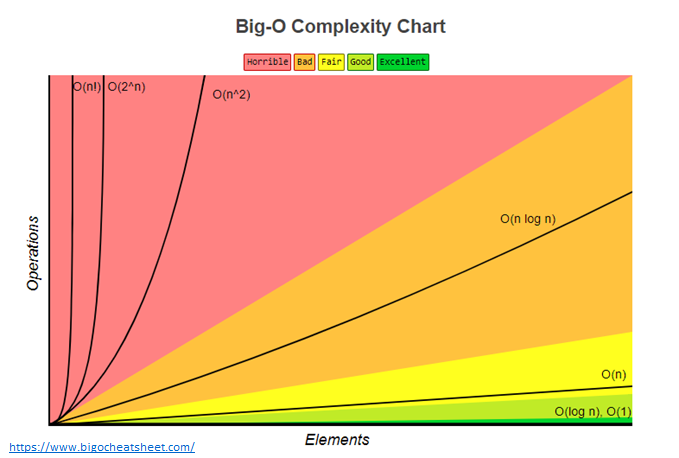 Big-O Complexity Chart
Horrible Bad Fair Good Excellent
O(n!) O(2^n)
O(n^2)
O(n log n)
O(n)
O(log n), O(1)
Operations
Elements
https://www.bigocheatsheet.com/